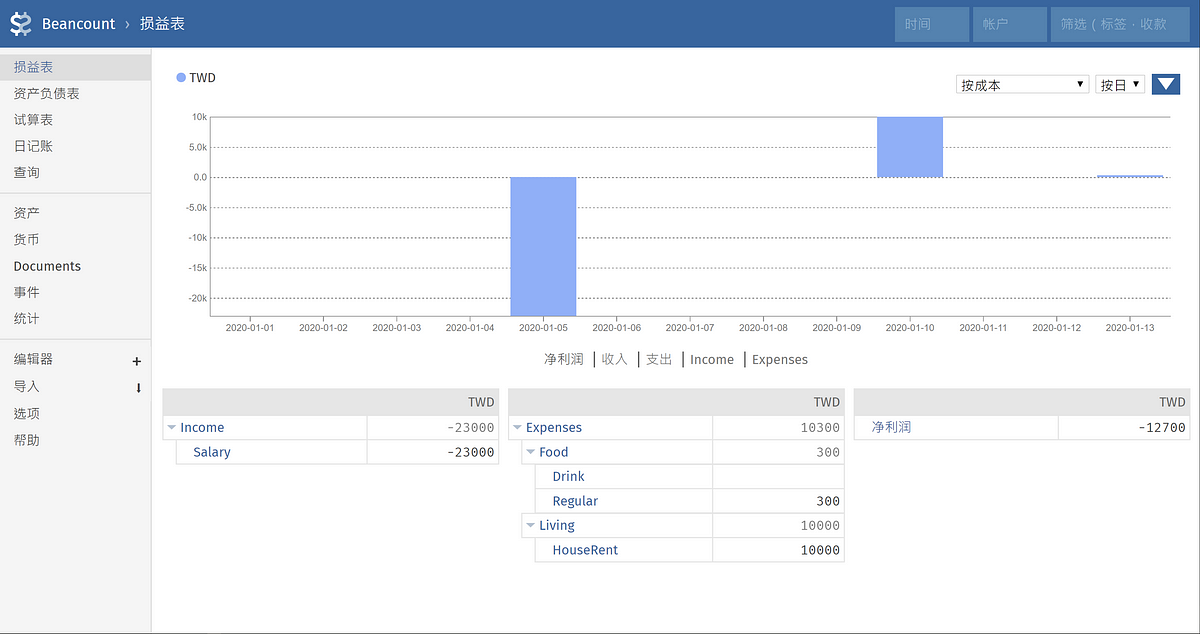 Beancount › 损益表
时间
帐户
筛选 ( 标签 · 收款
损益表
资产负债表
试算表
日记账
查询
资产
货币
Documents
事件
统计
编辑器 +
导入
选项
帮助
TWD
按成本
按日
10k
5.0k
0.0
-5.0k
-10k
-15k
-20k
2020-01-01 2020-01-02 2020-01-03 2020-01-04 2020-01-05 2020-01-06 2020-01-07 2020-01-08 2020-01-09 2020-01-10 2020-01-11 2020-01-12 2020-01-13
净利润 | 收入 | 支出 | Income | Expenses
TWD
Income -23000
Salary -23000
TWD
Expenses 10300
Food 300
Drink
Regular 300
Living 10000
HouseRent 10000
TWD
净利润 -12700